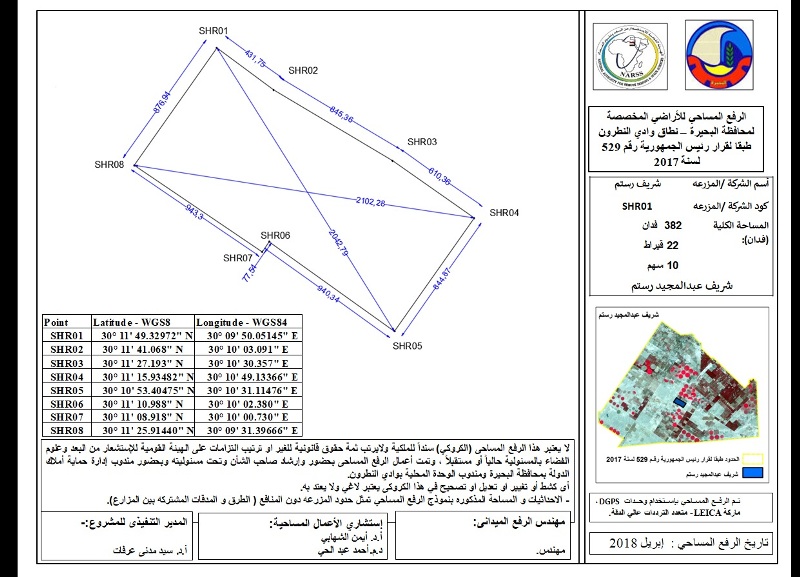 SHR01
431,75
SHR02
845,36
876,94
SHR03
610,36
SHR08
2102,28
SHR04
943,3
2042,79
SHR06
SHR07
77,54
940,34
844,87
SHR05
Point Latitude - WGS8 Longitude - WGS84
SHR01 30° 11' 49.32972" N 30° 09' 50.05145" E
SHR02 30° 11' 41.068" N 30° 10' 03.091" E
SHR03 30° 11' 27.193" N 30° 10' 30.357" E
SHR04 30° 11' 15.93482" N 30° 10' 49.13366" E
SHR05 30° 10' 53.40475" N 30° 10' 31.11476" E
SHR06 30° 11' 10.988" N 30° 10' 02.380" E
SHR07 30° 11' 08.918" N 30° 10' 00.730" E
SHR08 30° 11' 25.91440" N 30° 09' 31.39666" E
NARSS
الرفع المساحي للأراضي المخصصة
لمحافظة البحيرة – نطاق وادي النطرون
طبقا لقرار رئيس الجمهورية رقم 529
لسنة 2017
أسم الشركة /المزرعه شريف رستم
كود الشركة /المزرعه SHR01
المساحة الكلية 382 فدان
(فدان): 22 قيراط
10 سهم
شريف عبدالمجيد رستم
شريف عبدالمجيد رستم
الحدود طبقا لقرار رئيس الجمهورية رقم 529 لسنة 2017
شريف عبدالمجيد رستم
تم الرفع المساحي بإستخدام وحدات DGPS
ماركة LEICA - متعدد الترددات عالي الدقة.
تاريخ الرفع المساحي : إبريل 2018
لا يعتبر هذا الرفع المساحى (الكروكي) سنداً للملكية ولايرتب ثمة حقوق قانونية للغير او ترتيب التزامات على الهيئة القومية للإستشعار من البعد وعلوم
الفضاء بالمسئولية حالياً أو مستقبلاً ، وتمت أعمال الرفع المساحى بحضور وإرشاد صاحب الشأن وتحت مسئوليته وبحضور مندوب إدارة حماية أملاك
الدولة بمحافظة البحيرة ومندوب الوحدة المحلية بوادي النطرون.
أى كشط أو تغيير او تعديل او تصحيح في هذا الكروكى يعتبر لاغي ولا يعتد به.
- الاحداثيات و المساحة المذكوره بنموذج الرفع المساحي تمثل حدود المزرعه دون المنافع ( الطرق و المدقات المشتركه بين المزارع).
مهندس الرفع الميدانى:
مهندس.
إستشاري الأعمال المساحية:
أ.د. أيمن الشهابي
د.م.أحمد عبد الحي
المدير التنفيذى للمشروع:-
أ.د. سيد مدنى عرفات